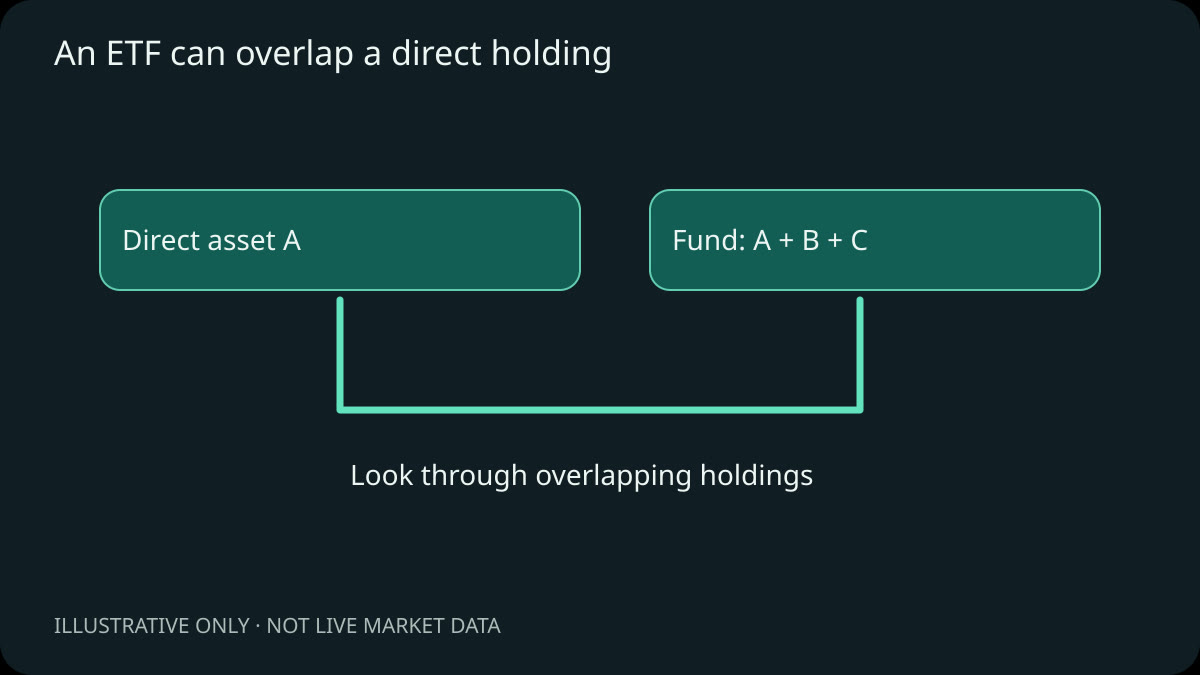 An ETF can overlap a direct holding
Direct asset A
Fund: A + B + C
Look through overlapping holdings
ILLUSTRATIVE ONLY · NOT LIVE MARKET DATA